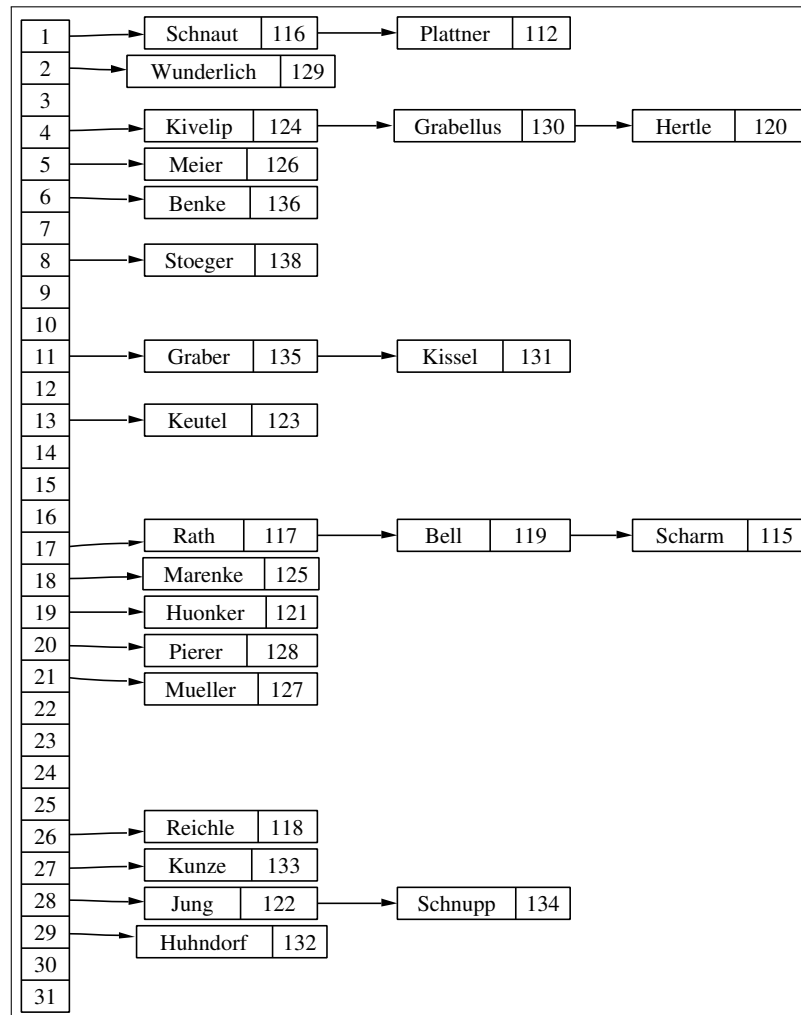 1 Schnaut 116 Plattner 112
2 Wunderlich 129
3
4 Kivelip 124 Grabellus 130 Hertle 120
5 Meier 126
6 Benke 136
7
8 Stoeger 138
9
10
11 Graber 135 Kissel 131
12
13 Keutel 123
14
15
16
17 Rath 117 Bell 119 Scharm 115
18 Marenke 125
19 Huonker 121
20 Pierer 128
21 Mueller 127
22
23
24
25
26 Reichle 118
27 Kunze 133
28 Jung 122 Schnupp 134
29 Huhndorf 132
30
31